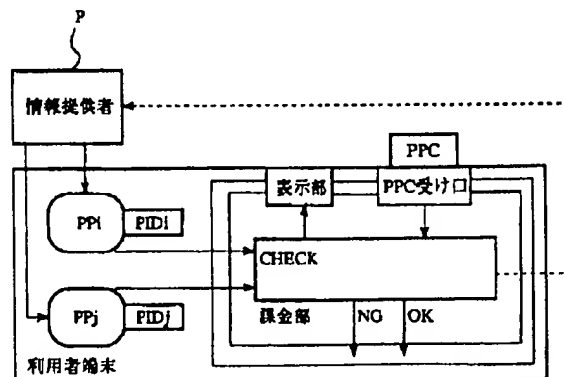 P
情報提供者
PPC
表示部
PPC受け口
PPi
PIDi
CHECK
PPj
PIDj
課金部
NG
OK
利用者端末